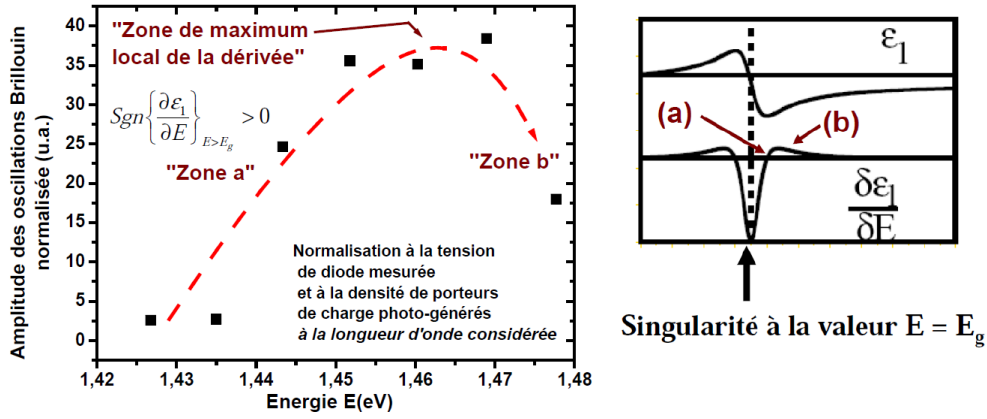 Amplitude des oscillations Brillouin
normalisée (u.a.)
40
35
30
25
20
15
10
5
0
"Zone de maximum
local de la dérivée"
Sgn{∂ε₁/∂E}E>Eg > 0
"Zone a"
"Zone b"
Normalisation à la tension
de diode mesurée
et à la densité de porteurs
de charge photo-générés
à la longueur d'onde considérée
1,42 1,43 1,44 1,45 1,46 1,47 1,48
Energie E(eV)
ε₁
(a)
(b)
δε₁
δE
Singularité à la valeur E = Eg